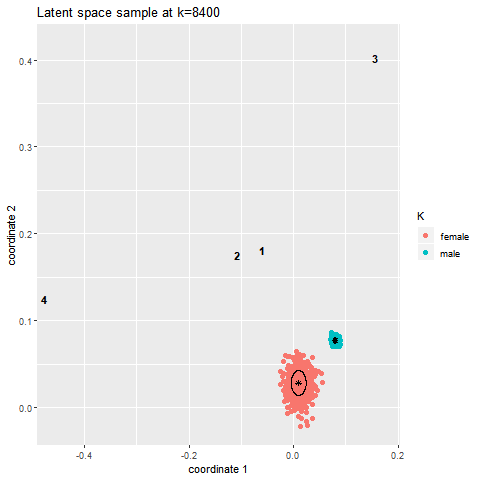 Latent space sample at k=8400
3
0.4
0.3
coordinate 2
0.2
2
1
4
0.1
0.0
-0.4
-0.2
0.0
0.2
coordinate 1
K
female
male